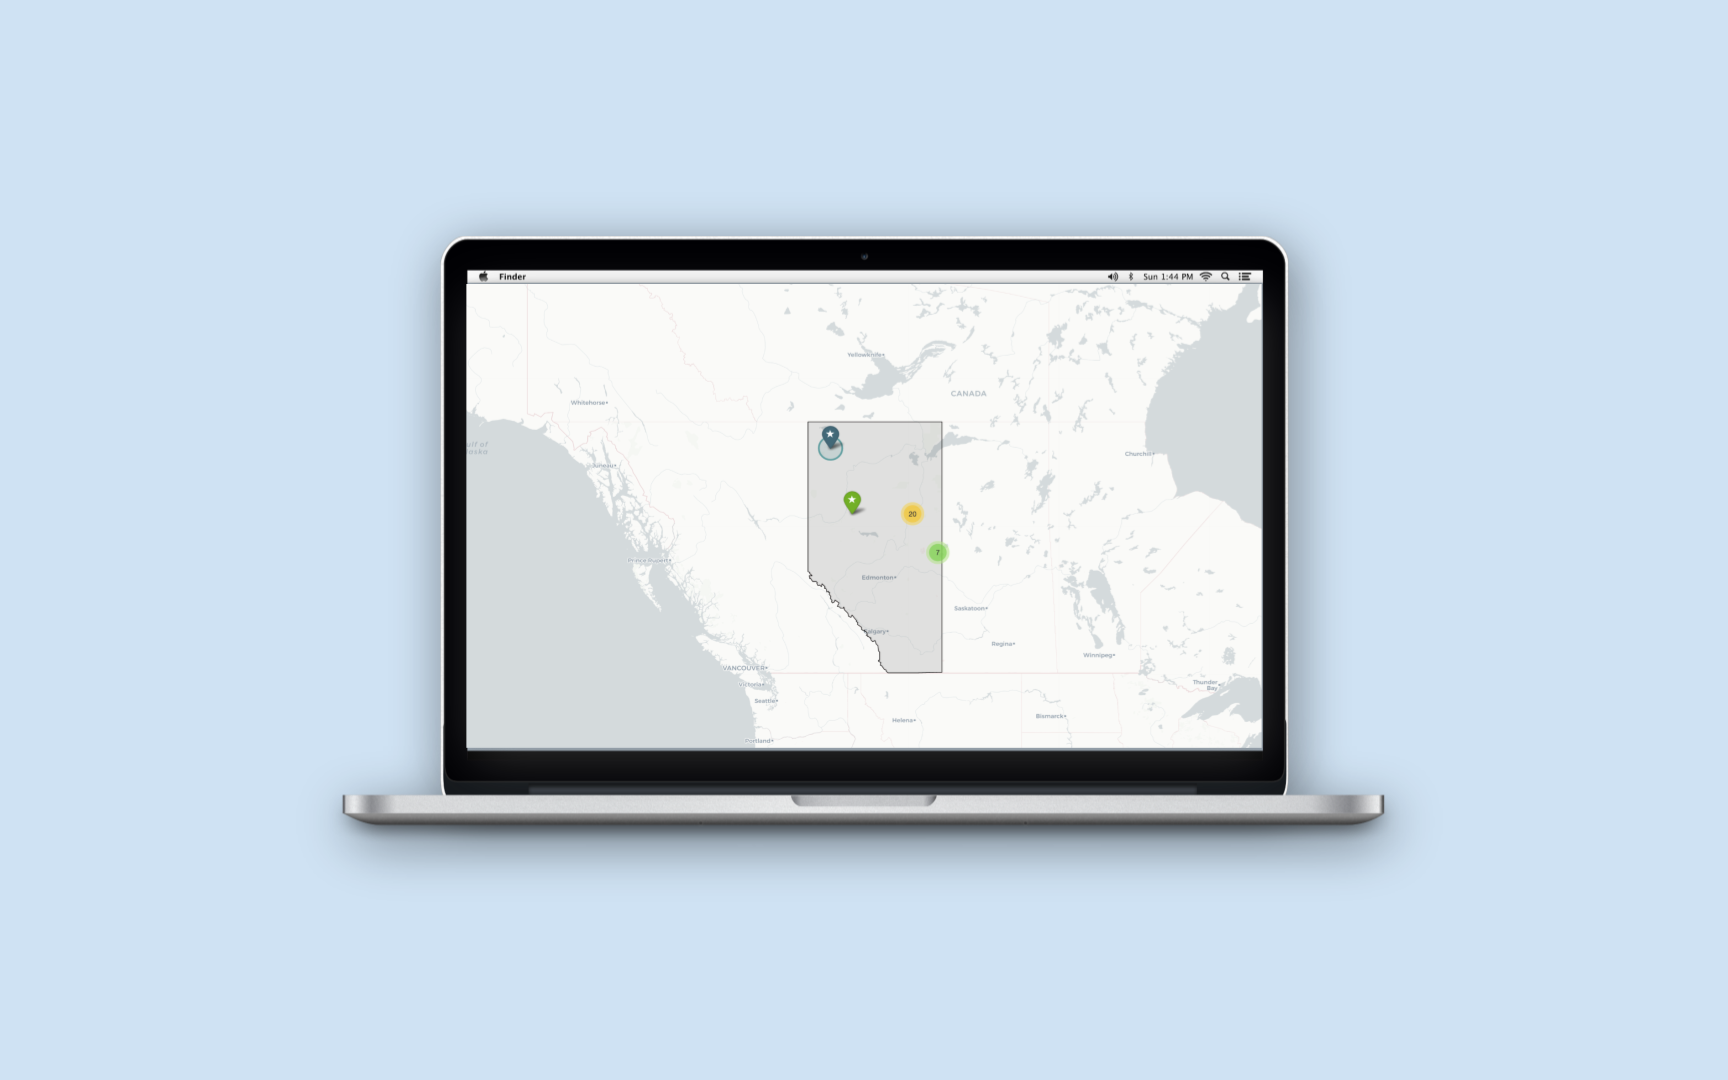 Finder
Sun 1:44 PM
Yellowknife
CANADA
Whitehorse
Churchill
Juneau
20
7
Prince Rupert
Edmonton
Saskatoon
Calgary
Regina
Winnipeg
VANCOUVER
Victoria
Thunder
Bay
Seattle
Helena
Bismarck
Portland